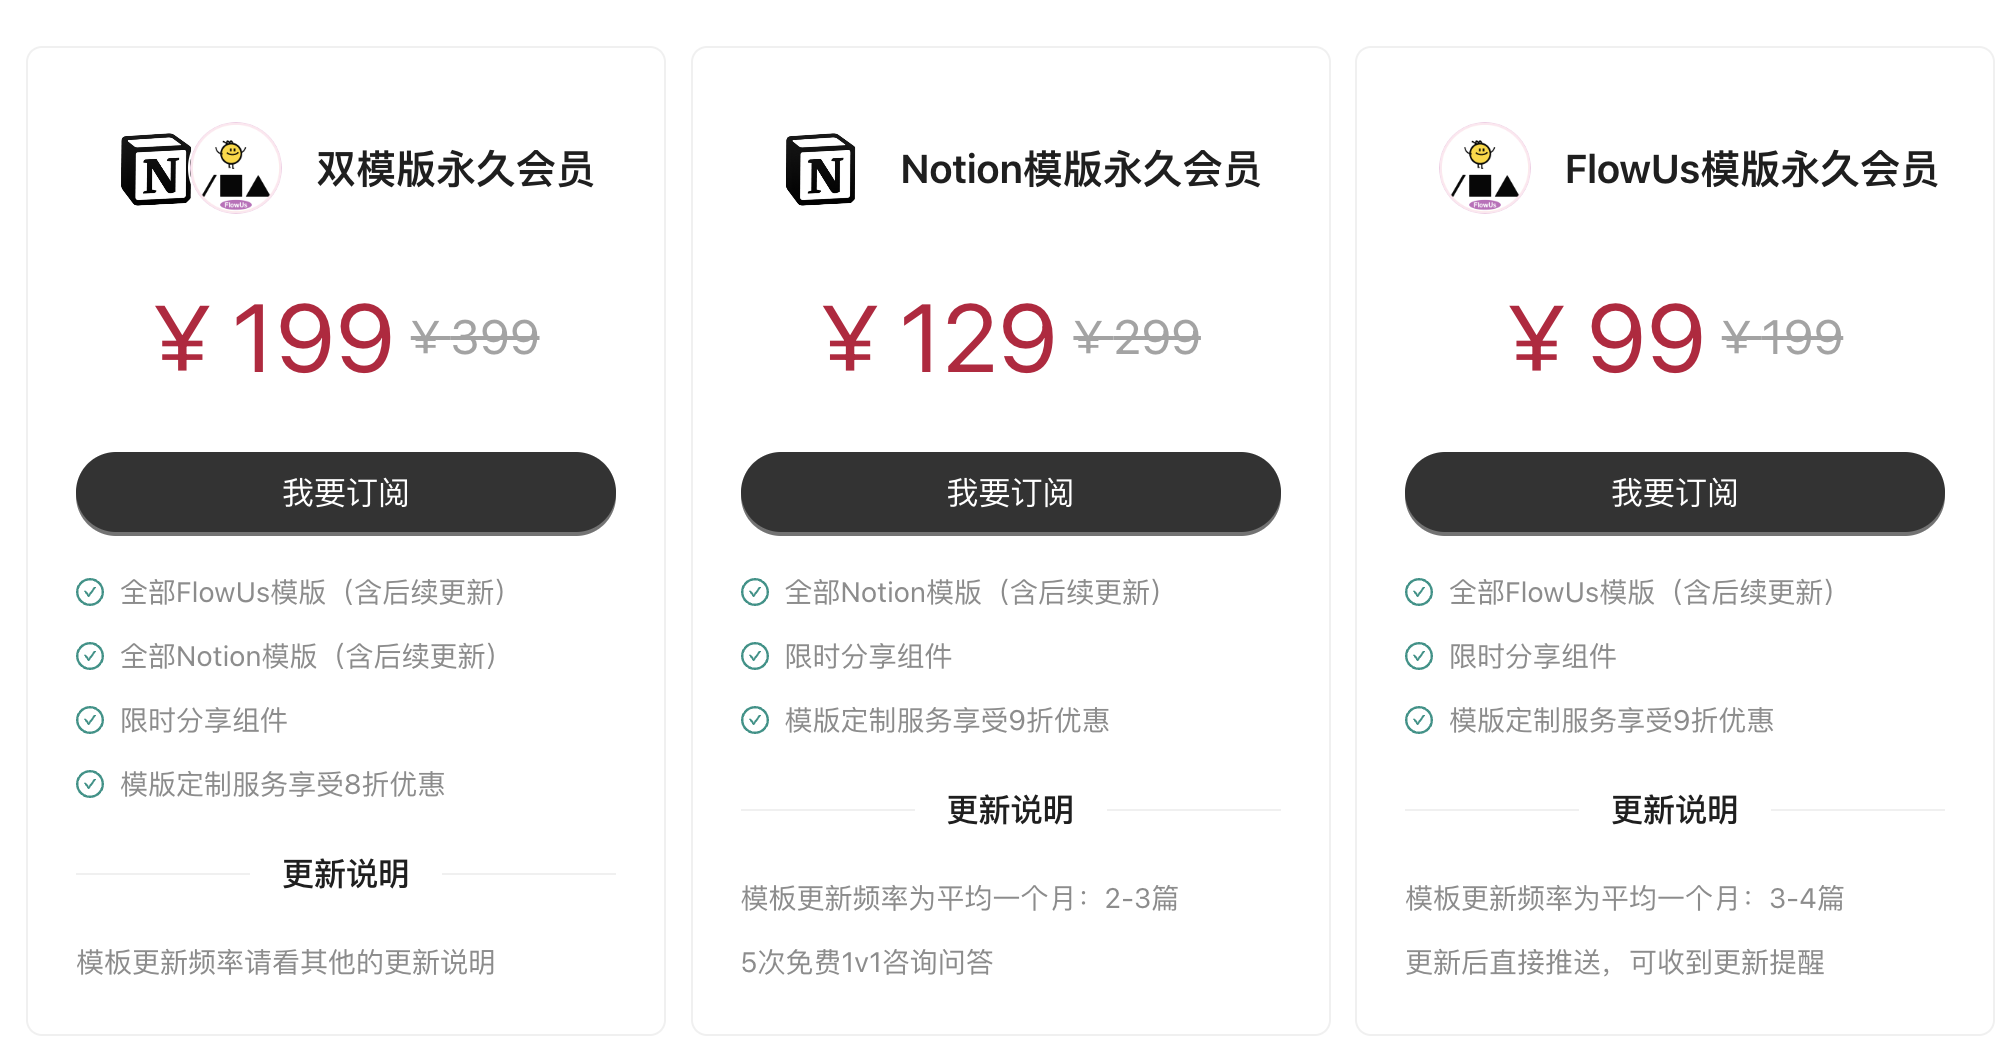 双模版永久会员
¥ 199 ¥ 399
我要订阅
全部FlowUs模版（含后续更新）
全部Notion模版（含后续更新）
限时分享组件
模版定制服务享受8折优惠
更新说明
模板更新频率请看其他的更新说明
Notion模版永久会员
¥ 129 ¥ 299
我要订阅
全部Notion模版（含后续更新）
限时分享组件
模版定制服务享受9折优惠
更新说明
模板更新频率为平均一个月：2-3篇
5次免费1v1咨询问答
FlowUs
FlowUs模版永久会员
¥ 99 ¥ 199
我要订阅
全部FlowUs模版（含后续更新）
限时分享组件
模版定制服务享受9折优惠
更新说明
模板更新频率为平均一个月：3-4篇
更新后直接推送，可收到更新提醒